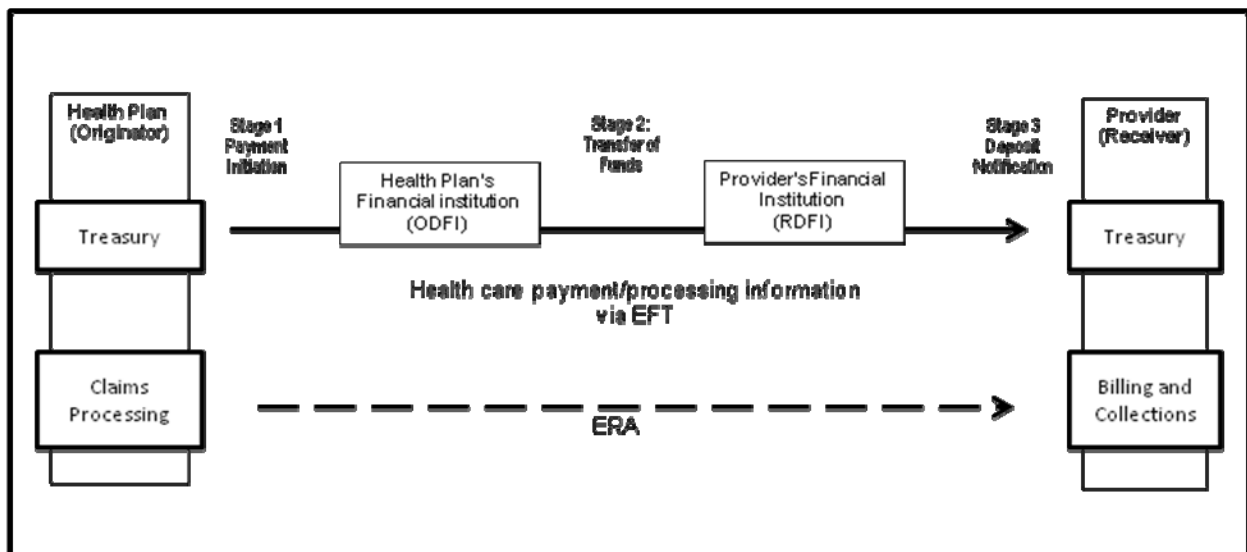 Health Plan
(Originator)
Treasury
Claims
Processing
Stage 1
Payment
Initiation
Health Plan's
Financial institution
(ODFI)
Stage 2:
Transfer of
Funds
Provider's Financial
Institution
(RDFI)
Stage 3
Deposit
Notification
Health care payment/processing information
via EFT
ERA
Provider
(Receiver)
Treasury
Billing and
Collections